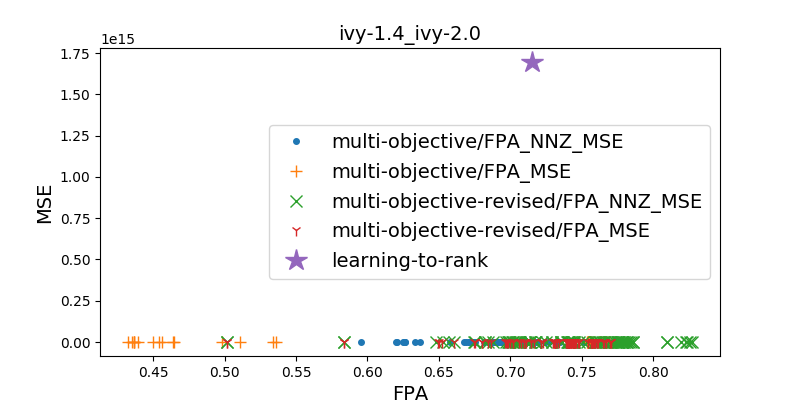 ivy-1.4_ivy-2.0
1e15
1.75
1.50
1.25
1.00
0.75
0.50
0.25
0.00
MSE
multi-objective/FPA_NNZ_MSE
multi-objective/FPA_MSE
multi-objective-revised/FPA_NNZ_MSE
multi-objective-revised/FPA_MSE
learning-to-rank
0.45 0.50 0.55 0.60 0.65 0.70 0.75 0.80
FPA